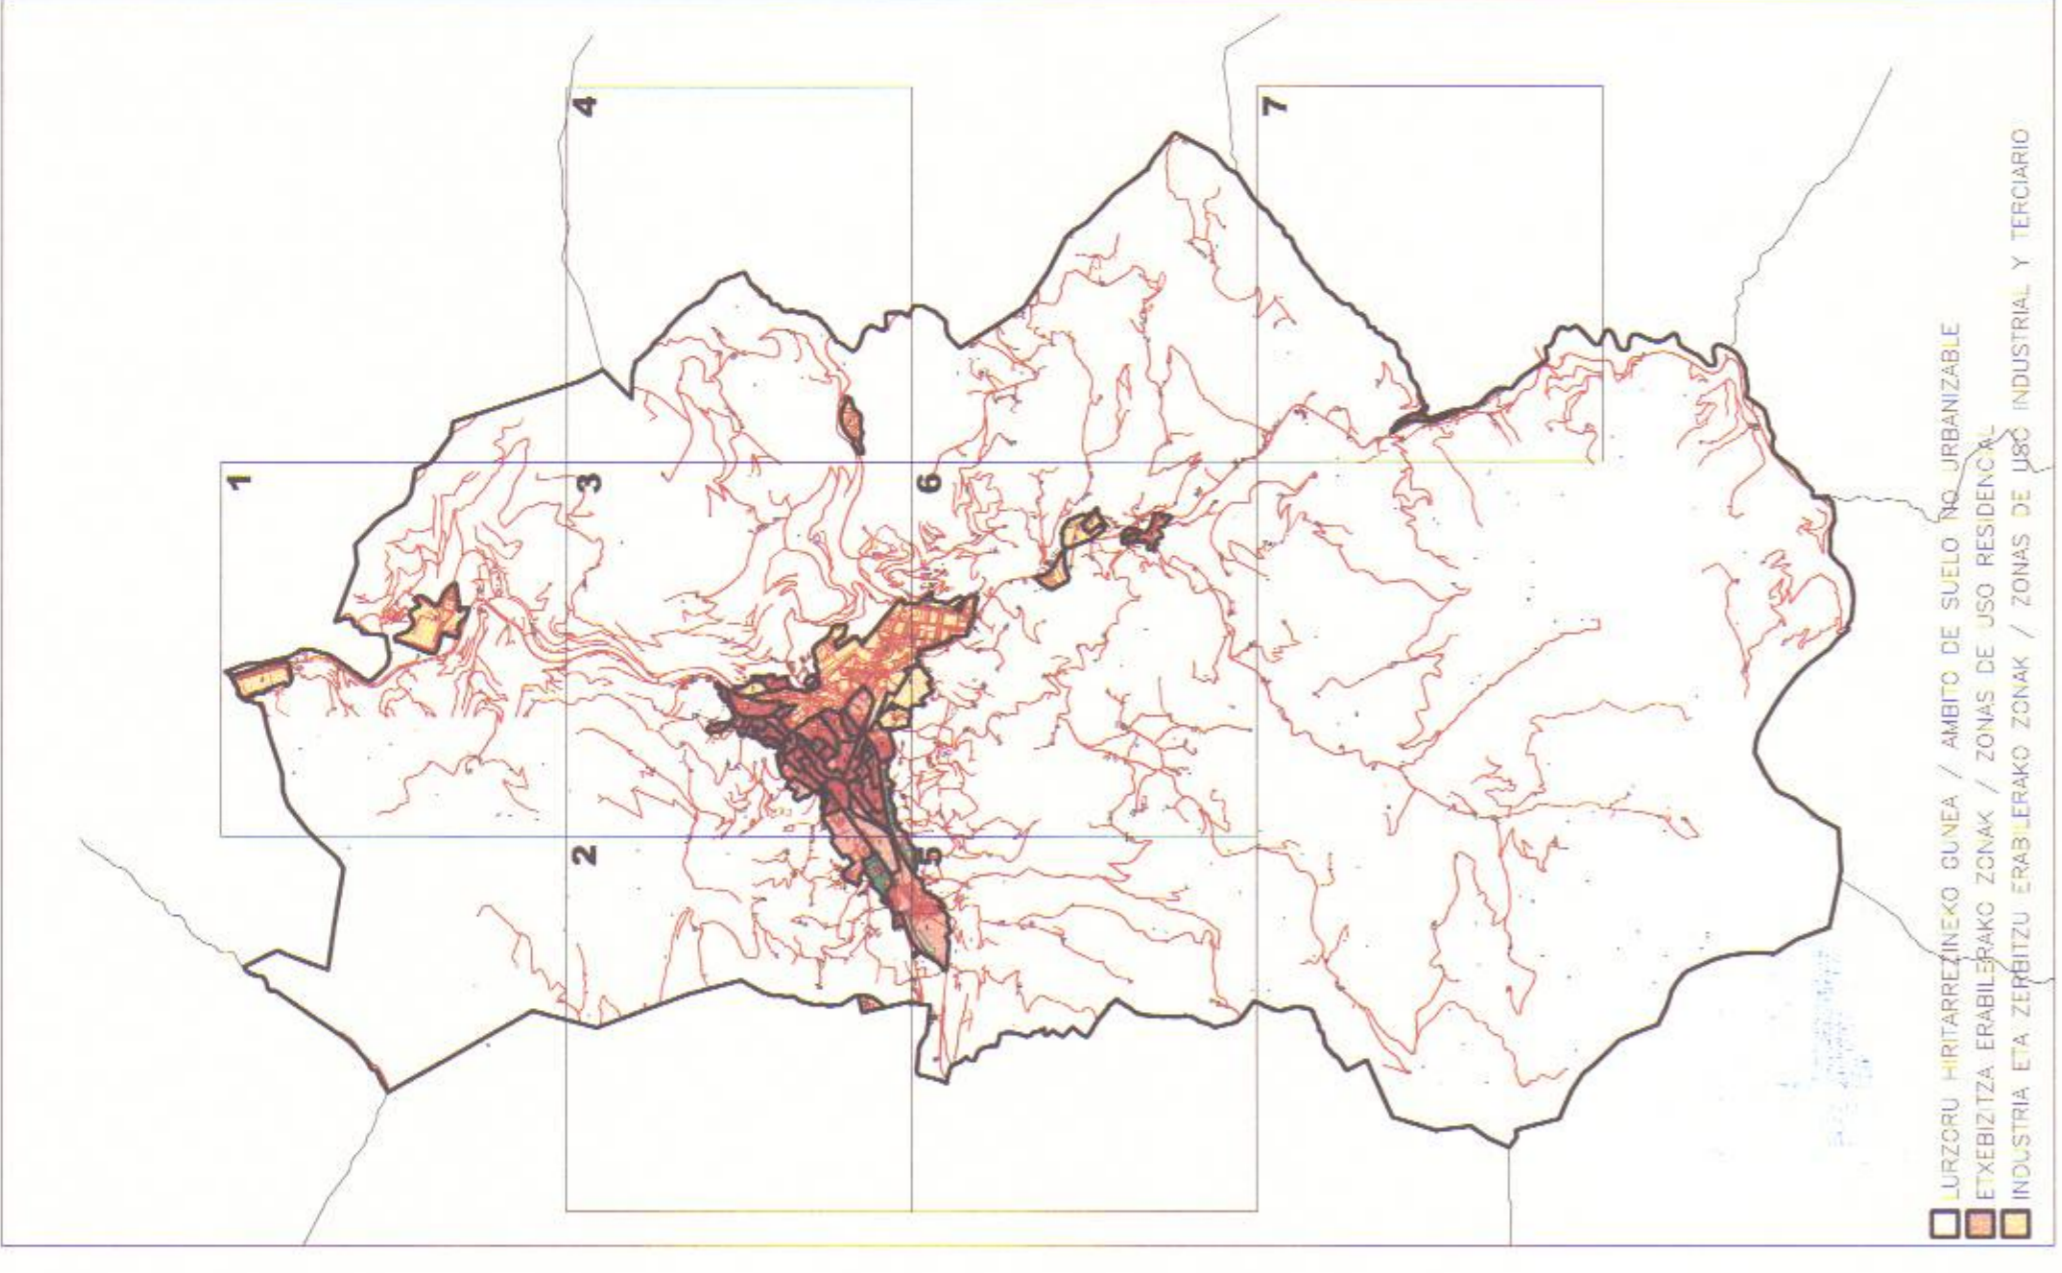 1
2
3
4
5
6
7
LURZORU HIRITARREZINEKO GUNEA / AMBITO DE SUELO NO URBANIZABLE
ETXEBIZITZA ERABILERAKO ZONAK / ZONAS DE USO RESIDENCAL
INDUSTRIA ETA ZERBITZU ERABILERAKO ZONAK / ZONAS DE USO INDUSTRIAL Y TERCIARIO